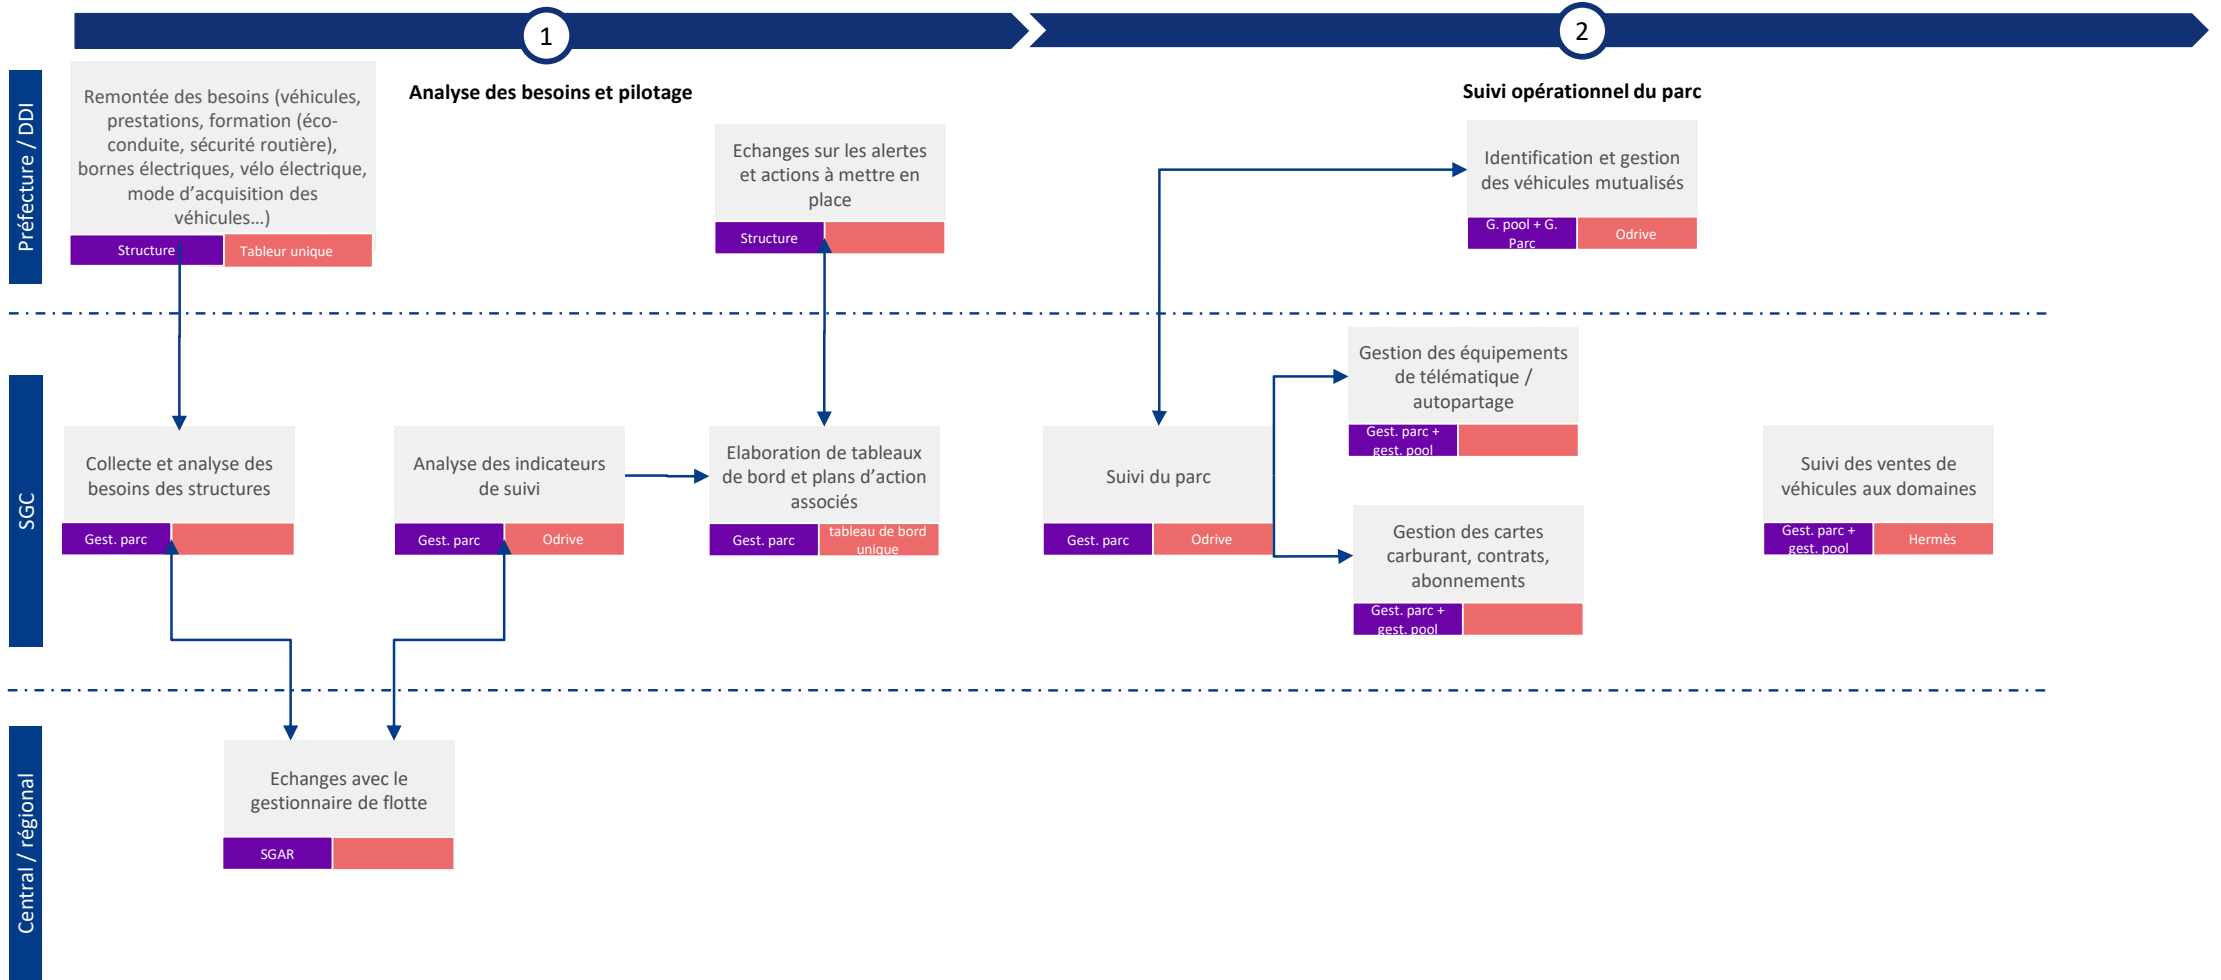 1
2
Analyse des besoins et pilotage
Suivi opérationnel du parc
Préfecture / DDI
Remontée des besoins (véhicules,
prestations, formation (éco-
conduite, sécurité routière),
bornes électriques, vélo électrique,
mode d'acquisition des
véhicules...)
Structure
Tableur unique
Echanges sur les alertes
et actions à mettre en
place
Structure
Identification et gestion
des véhicules mutualisés
G. pool + G.
Parc
Odrive
SGC
Collecte et analyse des
besoins des structures
Gest. parc
Analyse des indicateurs
de suivi
Gest. parc
Odrive
Elaboration de tableaux
de bord et plans d'action
associés
Gest. parc
tableau de bord
unique
Suivi du parc
Gest. parc
Odrive
Gestion des équipements
de télématique /
autopartage
Gest. parc +
gest. pool
Gestion des cartes
carburant, contrats,
abonnements
Gest. parc +
gest. pool
Suivi des ventes de
véhicules aux domaines
Gest. parc +
gest. pool
Hermès
Central / régional
Echanges avec le
gestionnaire de flotte
SGAR